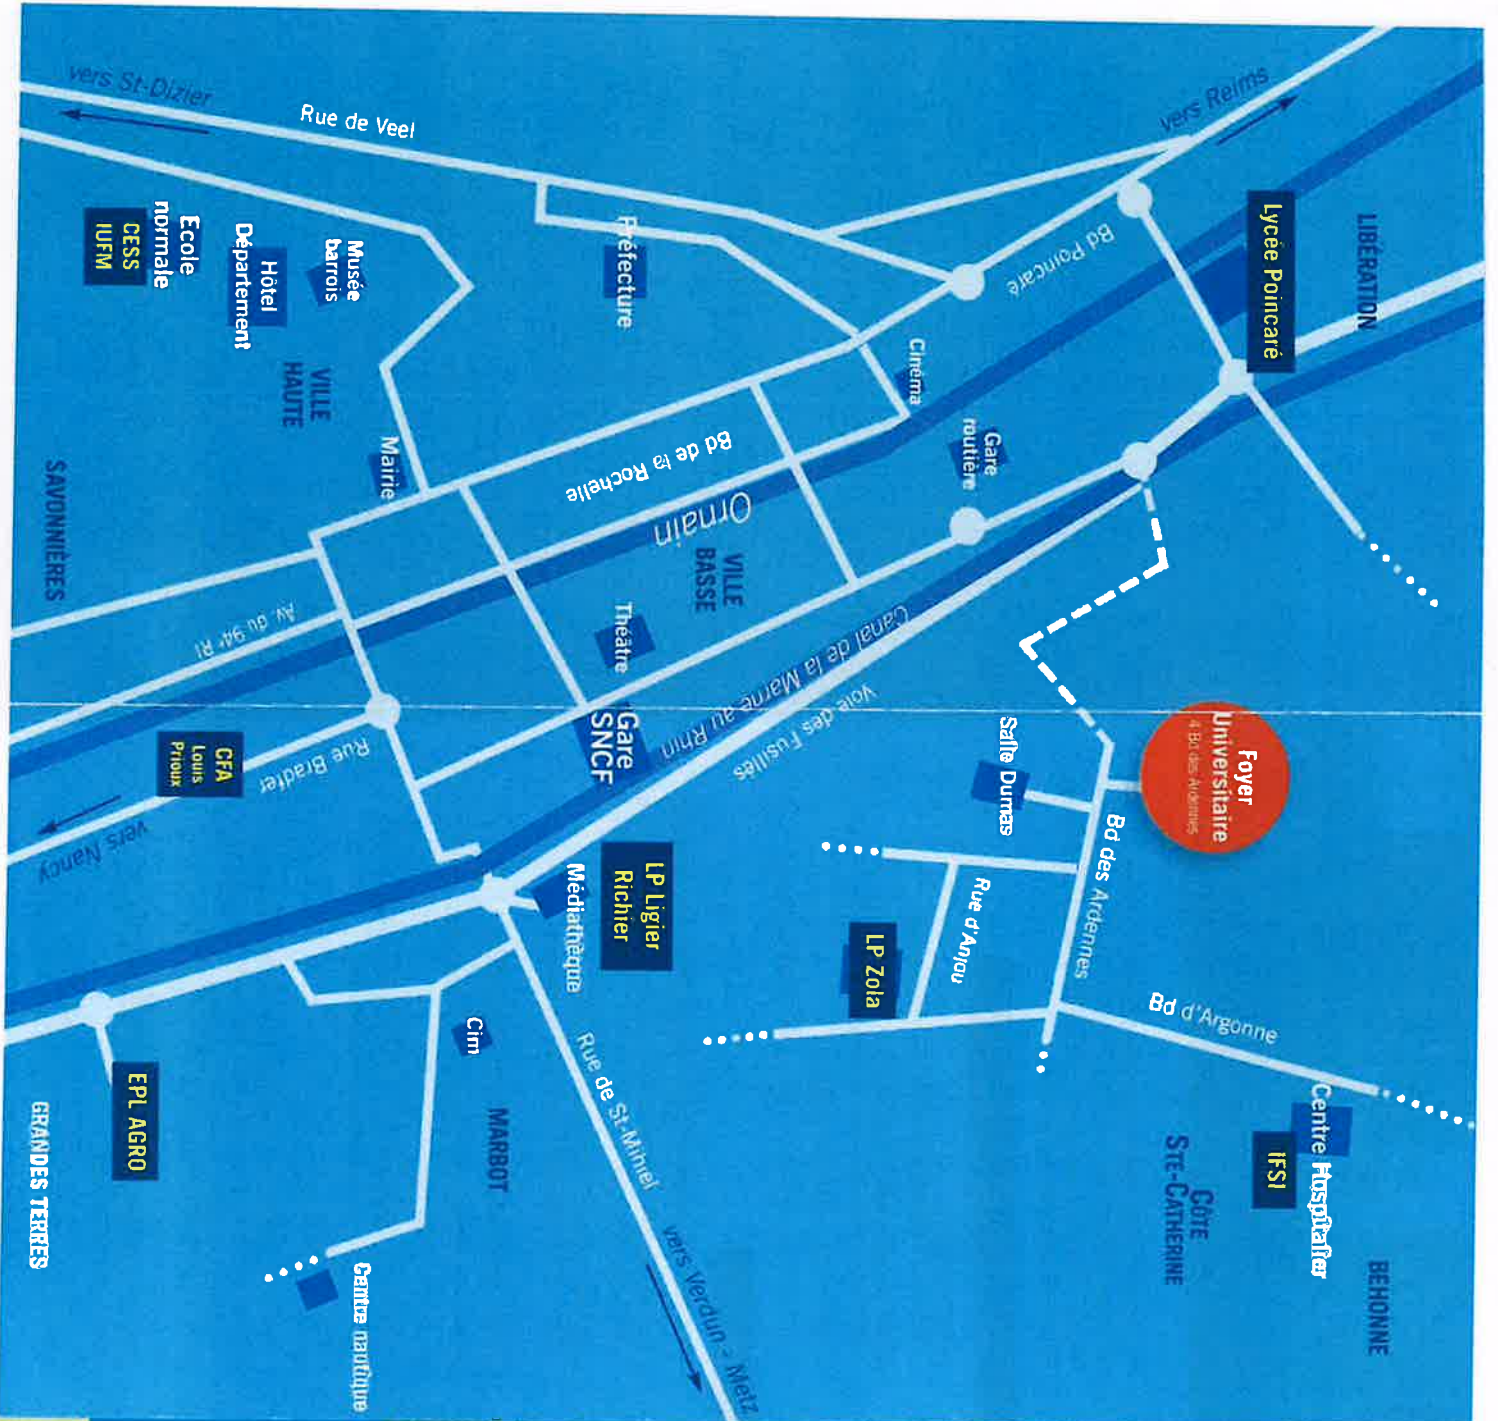 vers St-Dizier
Rue de Veel
vers Reims
Bd Poincaré
Lycée Poincaré
LIBÉRATION
Ecole
normale
CESS
IUFM
Hôtel
Département
Musée
barrois
Préfecture
VILLE
HAUTE
Mairie
Cinéma
Gare
routière
Bd de la Rochelle
Ornain
VILLE
BASSE
SAVONNIÈRES
Av. du 94e RI
Théâtre
Gare
SNCF
Canal de la Marne au Rhin
Voie des Fusillés
Rue Bradfer
CFA
Louis
Prioux
vers Nancy
Foyer
Universitaire
4 Bd des Ardennes
Salle Dumas
Bd des Ardennes
Rue d'Anjou
LP Zola
LP Ligier
Richier
Médiathèque
Cim
Rue de St-Mihiel
Bd d'Argonne
Centre Hospitalier
IFSI
CÔTE
STE-CATHERINE
BEHONNE
EPL AGRO
GRANDES TERRES
MARBOT
Centre nautique
vers Verdun - Metz